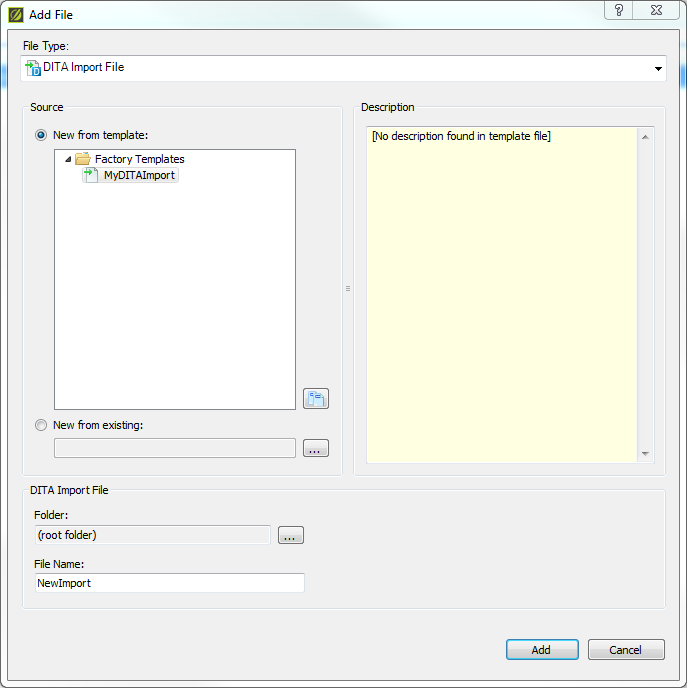 Add File
File Type:
DITA Import File
Source
New from template:
Factory Templates
MyDITAImport
New from existing:
...
Description
[No description found in template file]
DITA Import File
Folder:
(root folder)
...
File Name:
NewImport
Add
Cancel